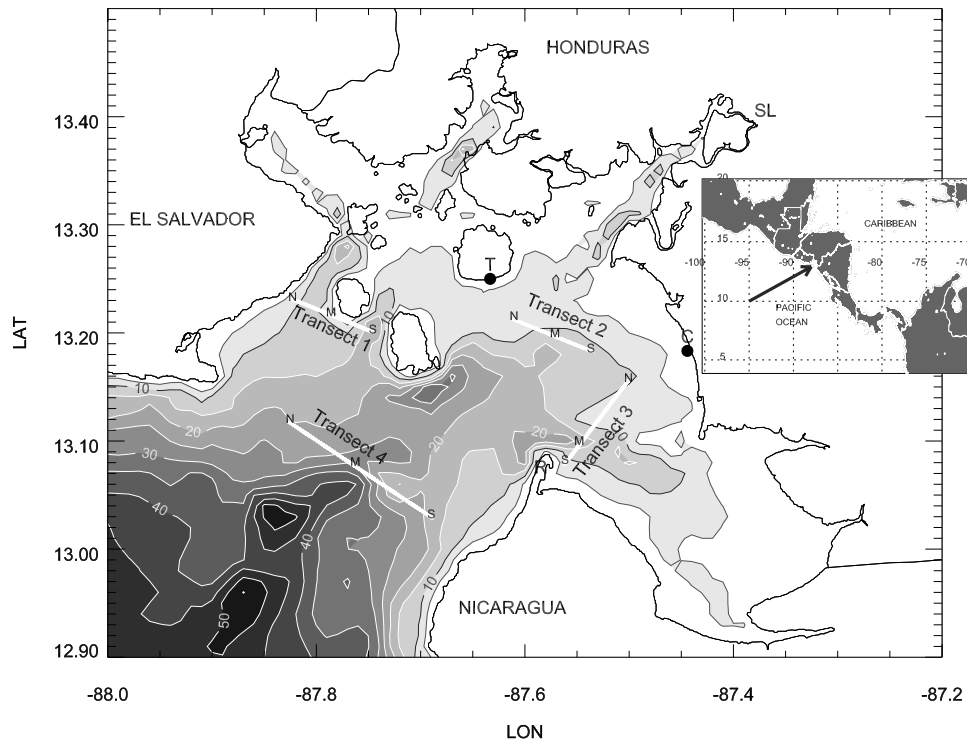 HONDURAS
SL
13.40
EL SALVADOR
13.30
T
N
M
S
Transect 1
0
N
M
S
Transect 2
C
13.20
LAT
10
N
M
S
Transect 3
0
20
20
20
N
M
S
Transect 4
R
13.10
30
40
40
13.00
10
50
NICARAGUA
12.90
-88.0
-87.8
-87.6
-87.4
-87.2
LON
20
CARIBBEAN
15
-100
-95
-90
-80
-75
-70
10
PACIFIC
OCEAN
5